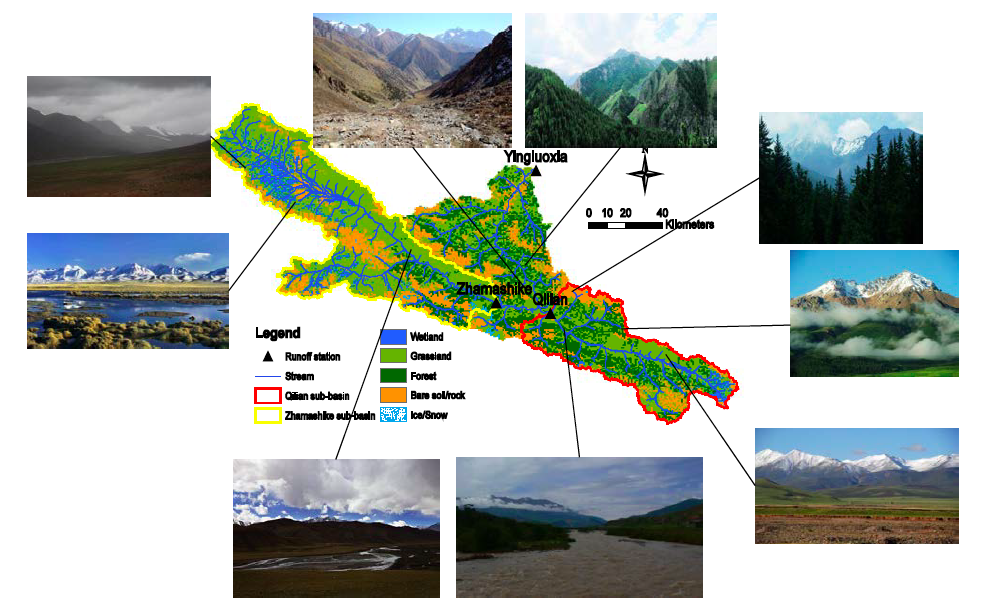 Yingluoxia
N
0 10 20 40
Kilometers
Zhamashike
Qilian
Legend
Runoff station
Stream
Qilian sub-basin
Zhamashike sub-basin
Wetland
Grassland
Forest
Bare soil/rock
Ice/Snow